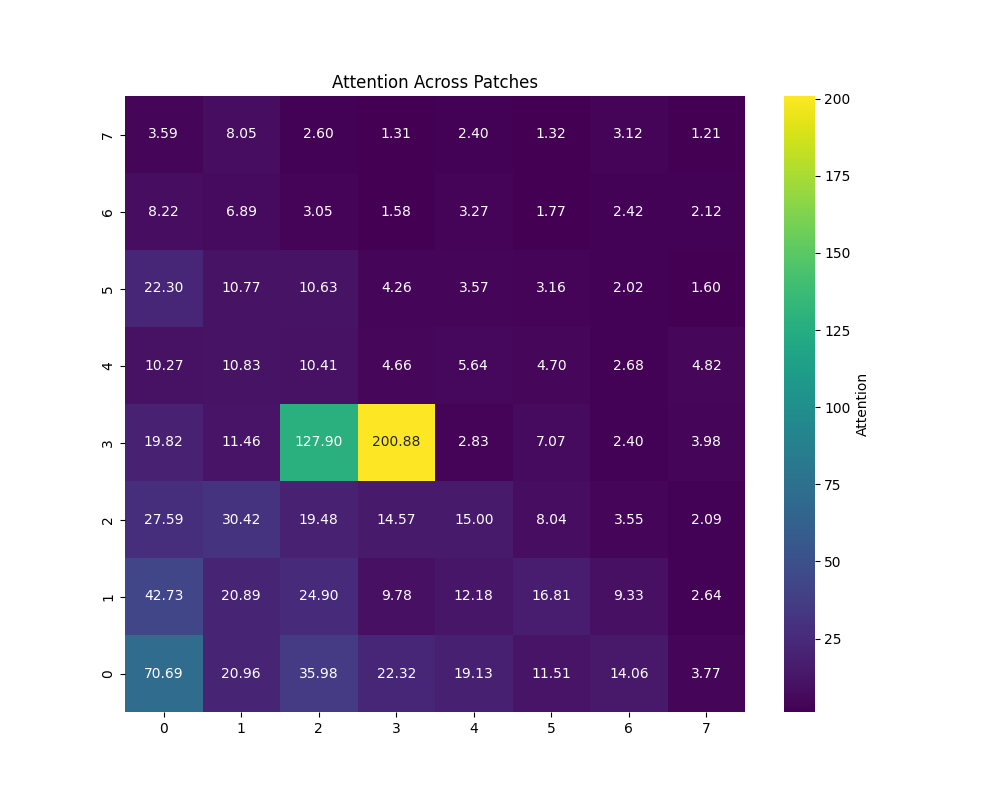 Attention Across Patches
7 3.59 8.05 2.60 1.31 2.40 1.32 3.12 1.21
6 8.22 6.89 3.05 1.58 3.27 1.77 2.42 2.12
5 22.30 10.77 10.63 4.26 3.57 3.16 2.02 1.60
4 10.27 10.83 10.41 4.66 5.64 4.70 2.68 4.82
3 19.82 11.46 127.90 200.88 2.83 7.07 2.40 3.98
2 27.59 30.42 19.48 14.57 15.00 8.04 3.55 2.09
1 42.73 20.89 24.90 9.78 12.18 16.81 9.33 2.64
0 70.69 20.96 35.98 22.32 19.13 11.51 14.06 3.77
0 1 2 3 4 5 6 7
200
175
150
125
100
75
50
25
Attention